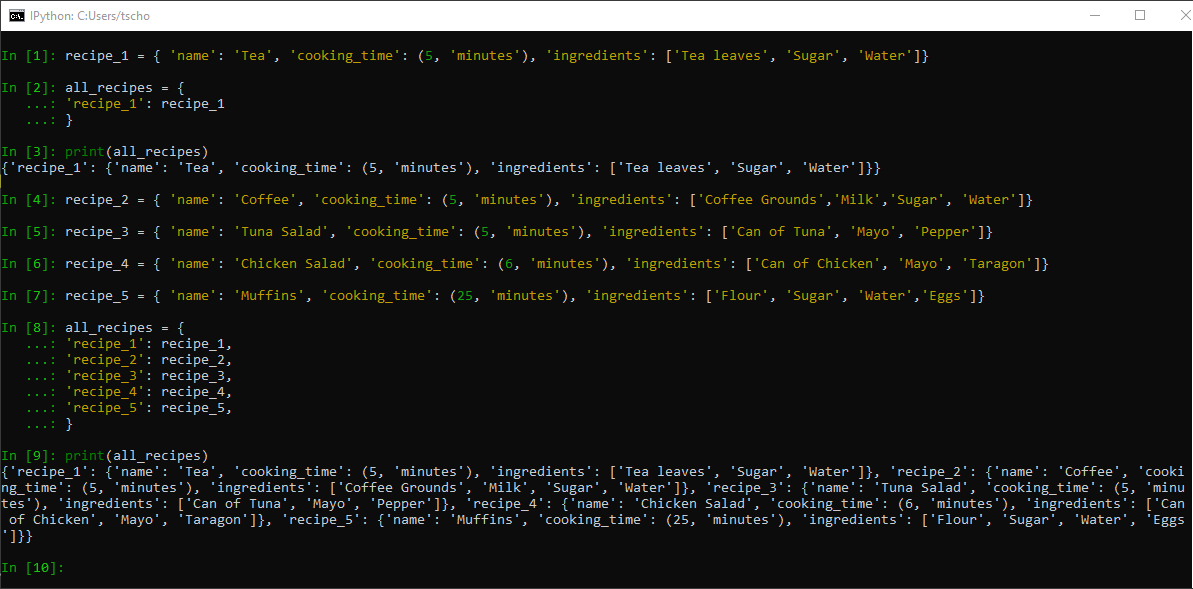 IPython: C:Users/tscho
In [1]: recipe_1 = { 'name': 'Tea', 'cooking_time': (5, 'minutes'), 'ingredients': ['Tea leaves', 'Sugar', 'Water']}
In [2]: all_recipes = {
   ...: 'recipe_1': recipe_1
   ...: }
In [3]: print(all_recipes)
{'recipe_1': {'name': 'Tea', 'cooking_time': (5, 'minutes'), 'ingredients': ['Tea leaves', 'Sugar', 'Water']}}
In [4]: recipe_2 = { 'name': 'Coffee', 'cooking_time': (5, 'minutes'), 'ingredients': ['Coffee Grounds','Milk','Sugar', 'Water']}
In [5]: recipe_3 = { 'name': 'Tuna Salad', 'cooking_time': (5, 'minutes'), 'ingredients': ['Can of Tuna', 'Mayo', 'Pepper']}
In [6]: recipe_4 = { 'name': 'Chicken Salad', 'cooking_time': (6, 'minutes'), 'ingredients': ['Can of Chicken', 'Mayo', 'Taragon']}
In [7]: recipe_5 = { 'name': 'Muffins', 'cooking_time': (25, 'minutes'), 'ingredients': ['Flour', 'Sugar', 'Water','Eggs']}
In [8]: all_recipes = {
   ...: 'recipe_1': recipe_1,
   ...: 'recipe_2': recipe_2,
   ...: 'recipe_3': recipe_3,
   ...: 'recipe_4': recipe_4,
   ...: 'recipe_5': recipe_5,
   ...: }
In [9]: print(all_recipes)
{'recipe_1': {'name': 'Tea', 'cooking_time': (5, 'minutes'), 'ingredients': ['Tea leaves', 'Sugar', 'Water']}, 'recipe_2': {'name': 'Coffee', 'cooki
ng_time': (5, 'minutes'), 'ingredients': ['Coffee Grounds', 'Milk', 'Sugar', 'Water']}, 'recipe_3': {'name': 'Tuna Salad', 'cooking_time': (5, 'minu
tes'), 'ingredients': ['Can of Tuna', 'Mayo', 'Pepper']}, 'recipe_4': {'name': 'Chicken Salad', 'cooking_time': (6, 'minutes'), 'ingredients': ['Can
 of Chicken', 'Mayo', 'Taragon']}, 'recipe_5': {'name': 'Muffins', 'cooking_time': (25, 'minutes'), 'ingredients': ['Flour', 'Sugar', 'Water', 'Eggs
']}}
In [10]: